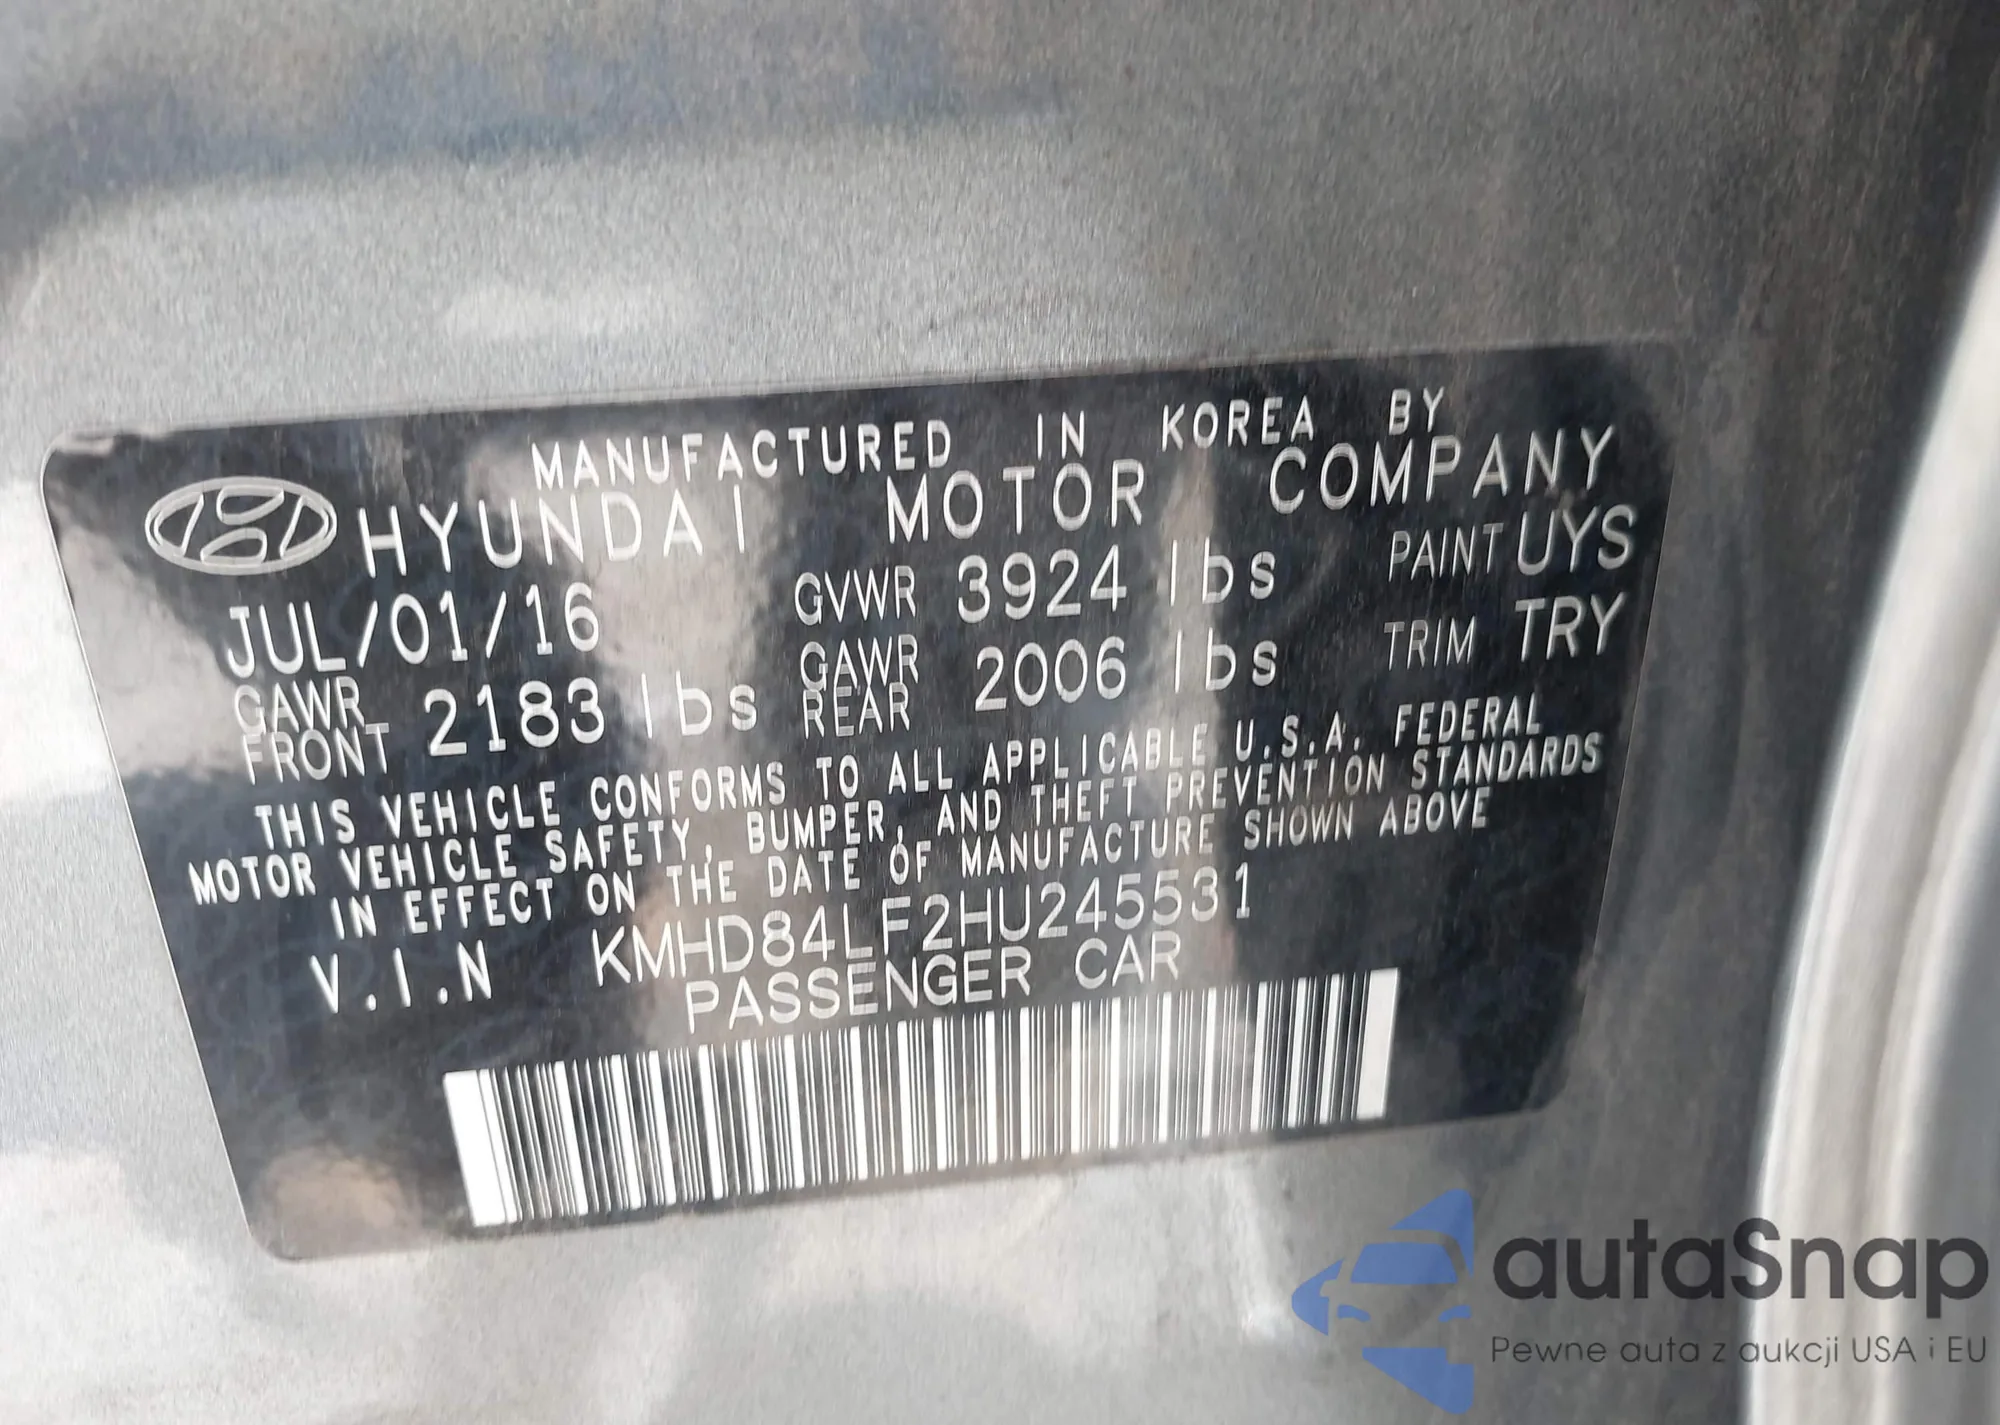 MANUFACTURED IN KOREA BY
HYUNDAI MOTOR COMPANY
JUL/01/16 GVWR 3924 lbs PAINT UYS
GAWR FRONT 2183 lbs GAWR REAR 2006 lbs TRIM TRY
THIS VEHICLE CONFORMS TO ALL APPLICABLE U.S.A. FEDERAL
MOTOR VEHICLE SAFETY, BUMPER, AND THEFT PREVENTION STANDARDS
IN EFFECT ON THE DATE OF MANUFACTURE SHOWN ABOVE
V.I.N KMHD84LF2HU245531
PASSENGER CAR
autaSnap
Pewne auta z aukcji USA i EU